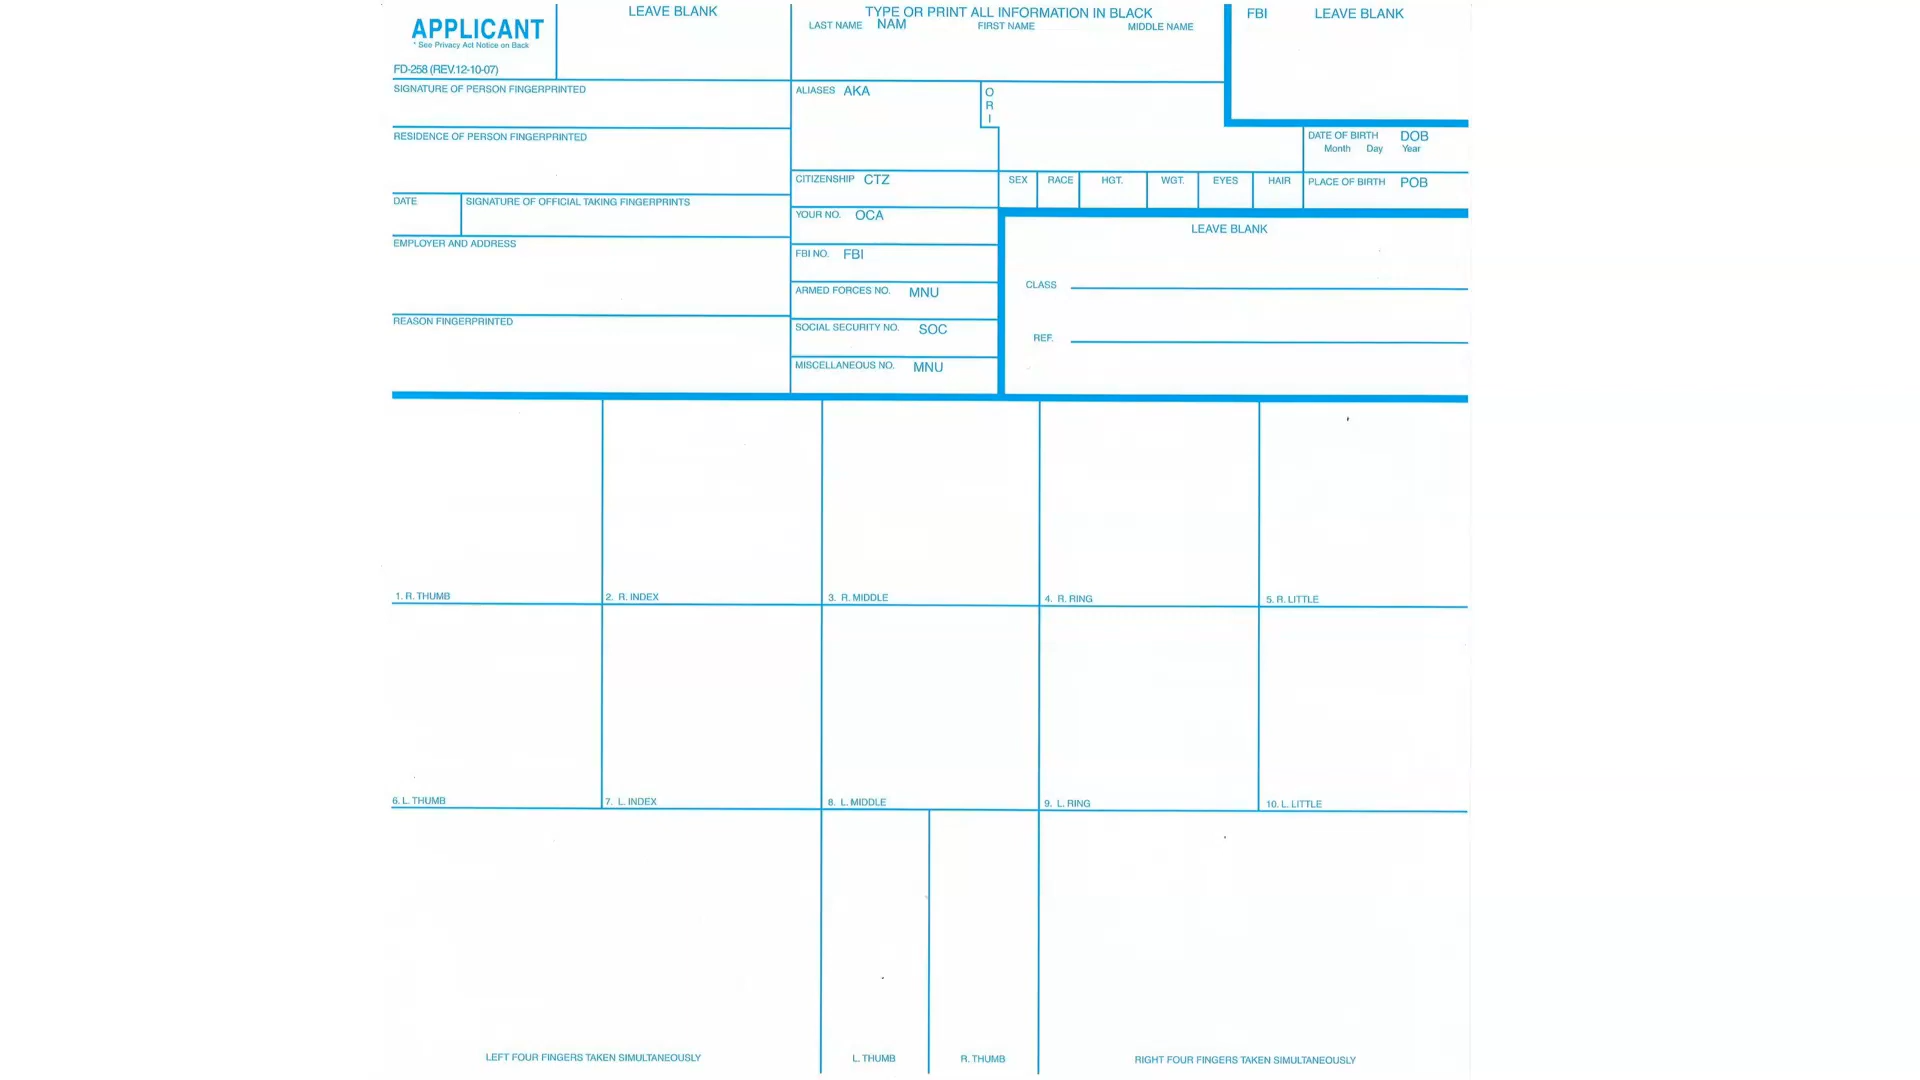 APPLICANT
* See Privacy Act Notice on Back
FD-258 (REV.12-10-07)
LEAVE BLANK
TYPE OR PRINT ALL INFORMATION IN BLACK
LAST NAME NAM FIRST NAME MIDDLE NAME
FBI LEAVE BLANK
SIGNATURE OF PERSON FINGERPRINTED
RESIDENCE OF PERSON FINGERPRINTED
DATE SIGNATURE OF OFFICIAL TAKING FINGERPRINTS
EMPLOYER AND ADDRESS
REASON FINGERPRINTED
ALIASES AKA
O
R
I
DATE OF BIRTH DOB
Month Day Year
CITIZENSHIP CTZ
SEX RACE HGT. WGT. EYES HAIR PLACE OF BIRTH POB
YOUR NO. OCA
FBI NO. FBI
ARMED FORCES NO. MNU
SOCIAL SECURITY NO. SOC
MISCELLANEOUS NO. MNU
LEAVE BLANK
CLASS
REF.
1. R. THUMB 2. R. INDEX 3. R. MIDDLE 4. R. RING 5. R. LITTLE
6. L. THUMB 7. L. INDEX 8. L. MIDDLE 9. L. RING 10. L. LITTLE
LEFT FOUR FINGERS TAKEN SIMULTANEOUSLY L. THUMB R. THUMB RIGHT FOUR FINGERS TAKEN SIMULTANEOUSLY